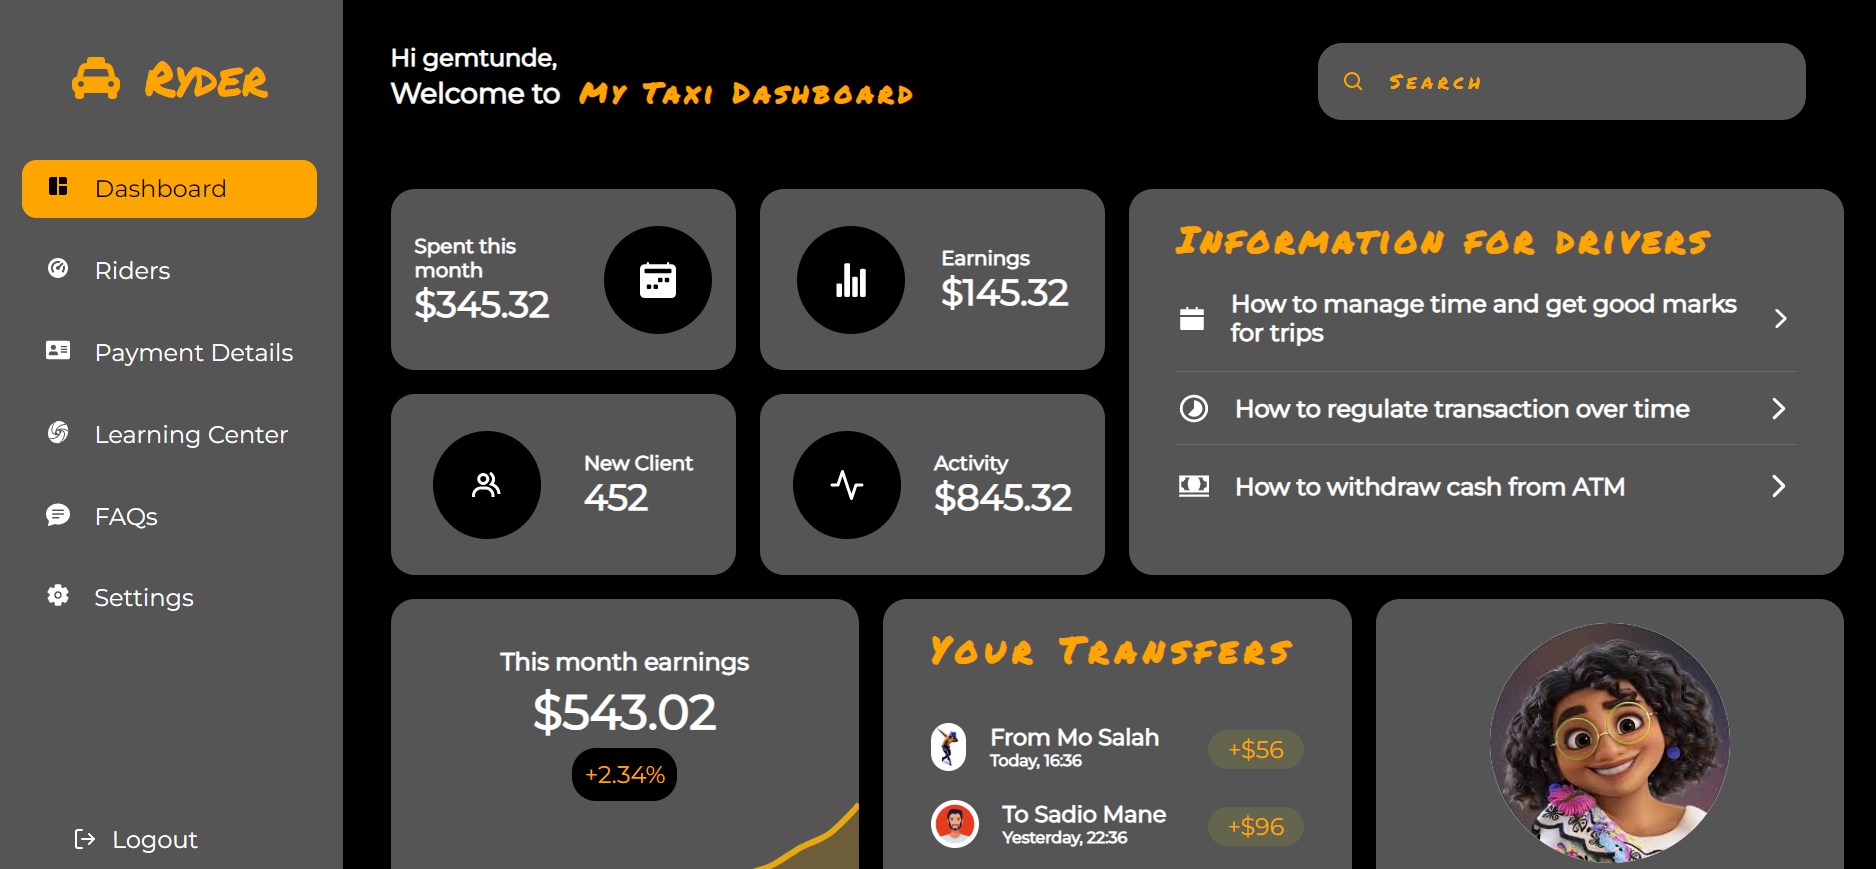 Ryder
Dashboard
Riders
Payment Details
Learning Center
FAQs
Settings
Logout
Hi gemtunde,
Welcome to My Taxi Dashboard
Search
Spent this
month
$345.32
Earnings
$145.32
New Client
452
Activity
$845.32
Information for drivers
How to manage time and get good marks
for trips
How to regulate transaction over time
How to withdraw cash from ATM
This month earnings
$543.02
+2.34%
Your Transfers
From Mo Salah
Today, 16:36
+$56
To Sadio Mane
Yesterday, 22:36
+$96